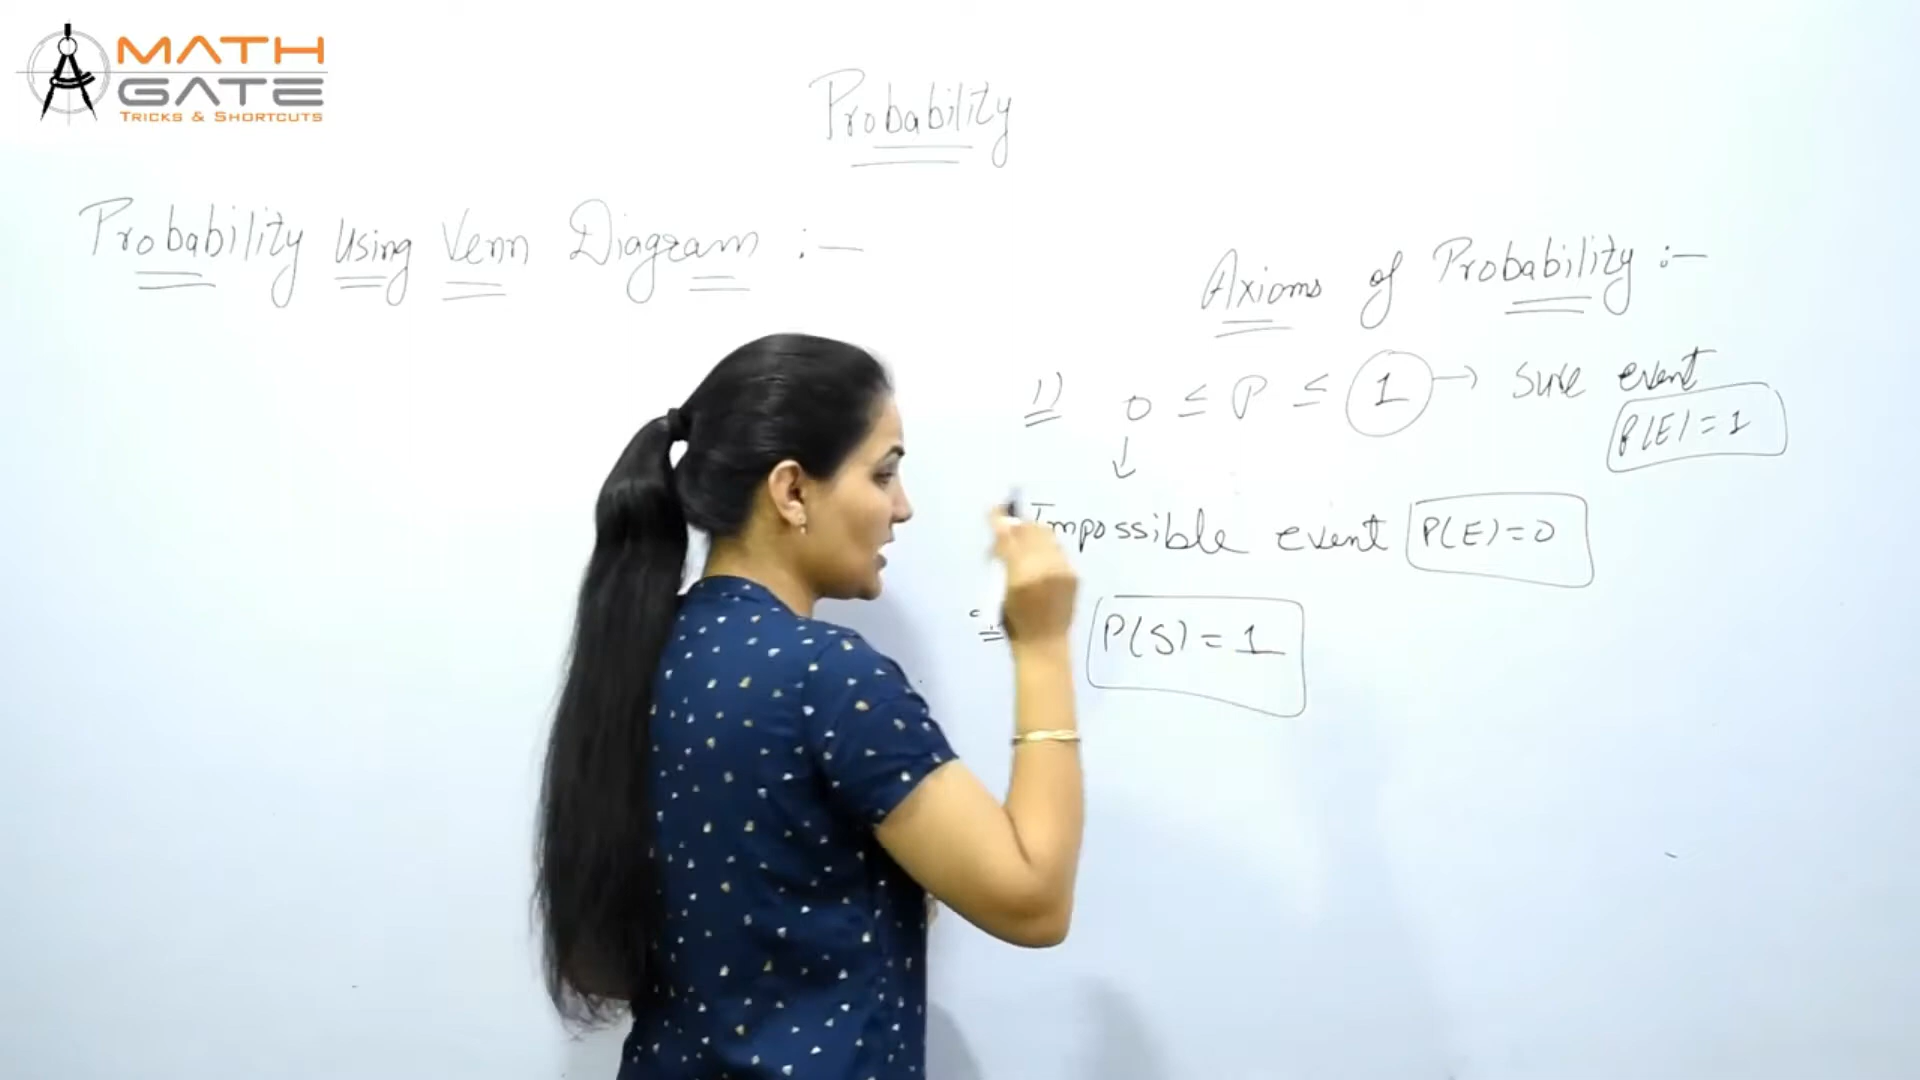 MATH
GATE
TRICKS & SHORTCUTS
Probability
Probability Using Venn Diagram :-
Axioms of Probability :-
1) 0 ≤ P ≤ 1 → Sure event
P(E) = 1
↓
Impossible event P(E) = 0
P(S) = 1